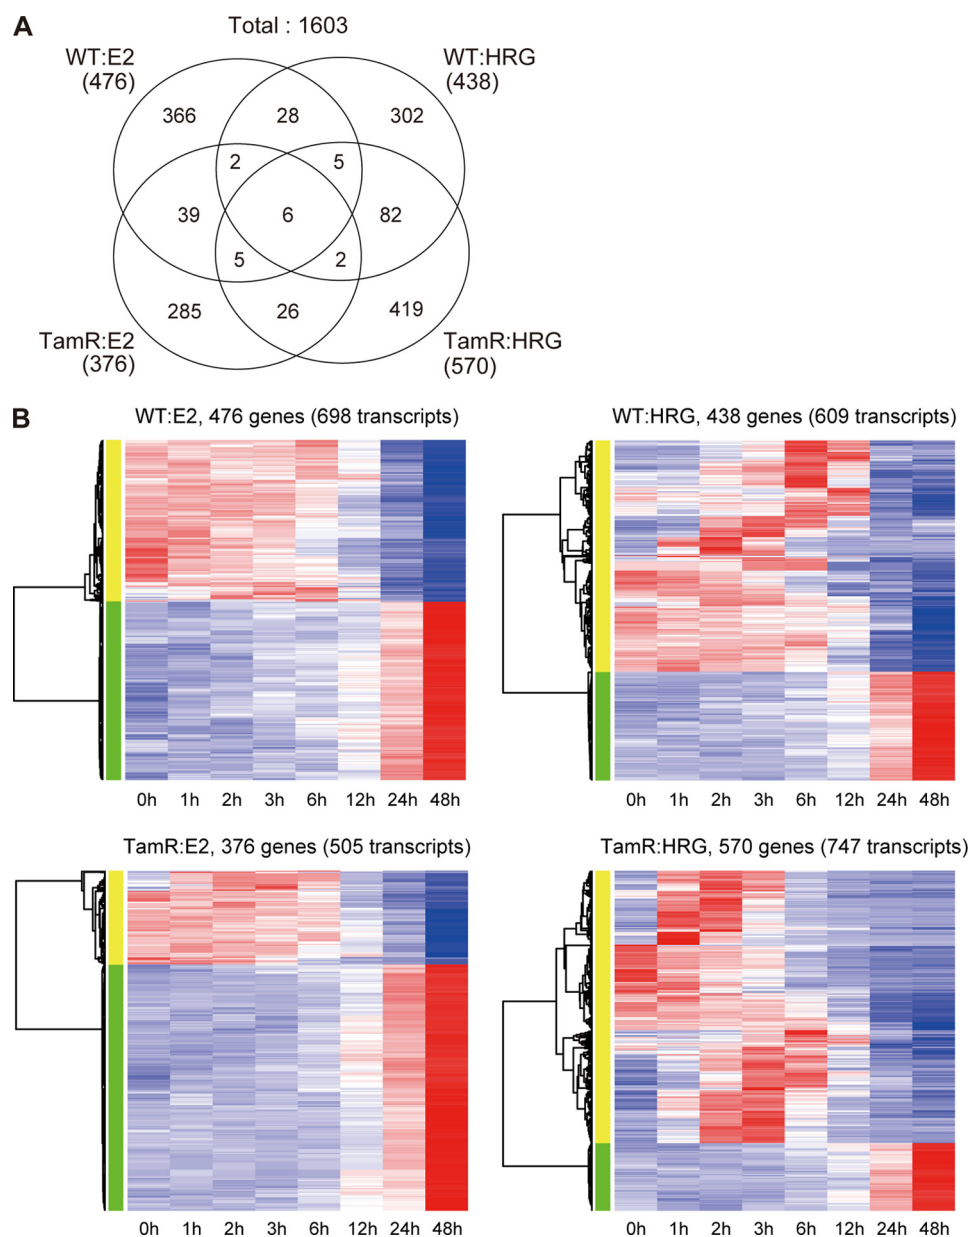 A
Total : 1603
WT:E2
(476)
WT:HRG
(438)
366
28
302
2
5
39
6
82
5
2
285
26
419
TamR:E2
(376)
TamR:HRG
(570)
B
WT:E2, 476 genes (698 transcripts)
WT:HRG, 438 genes (609 transcripts)
0h 1h 2h 3h 6h 12h 24h 48h
0h 1h 2h 3h 6h 12h 24h 48h
TamR:E2, 376 genes (505 transcripts)
TamR:HRG, 570 genes (747 transcripts)
0h 1h 2h 3h 6h 12h 24h 48h
0h 1h 2h 3h 6h 12h 24h 48h